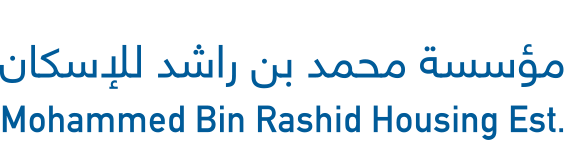 مؤسسة محمد بن راشد للإسكان
Mohammed Bin Rashid Housing Est.